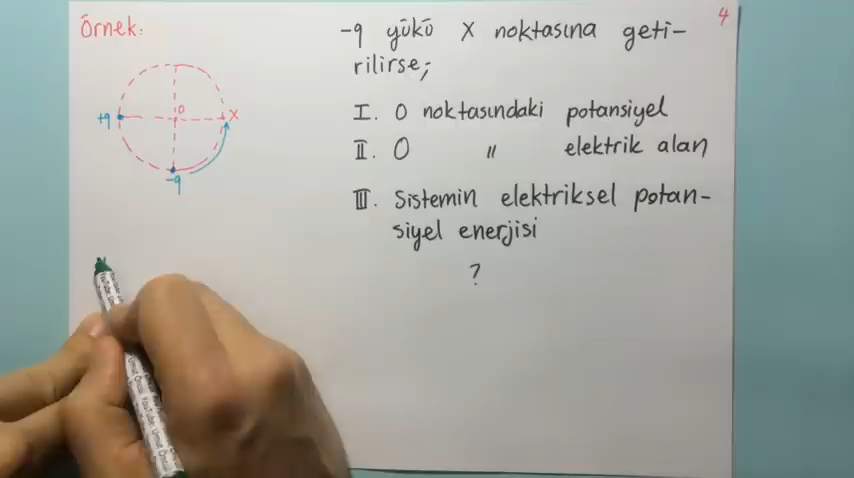 Örnek:
4
-q yükü X noktasına geti-
rilirse;
+q
O
X
-q
I. O noktasındaki potansiyel
II. O " elektrik alan
III. Sistemin elektriksel potan-
siyel enerjisi
?